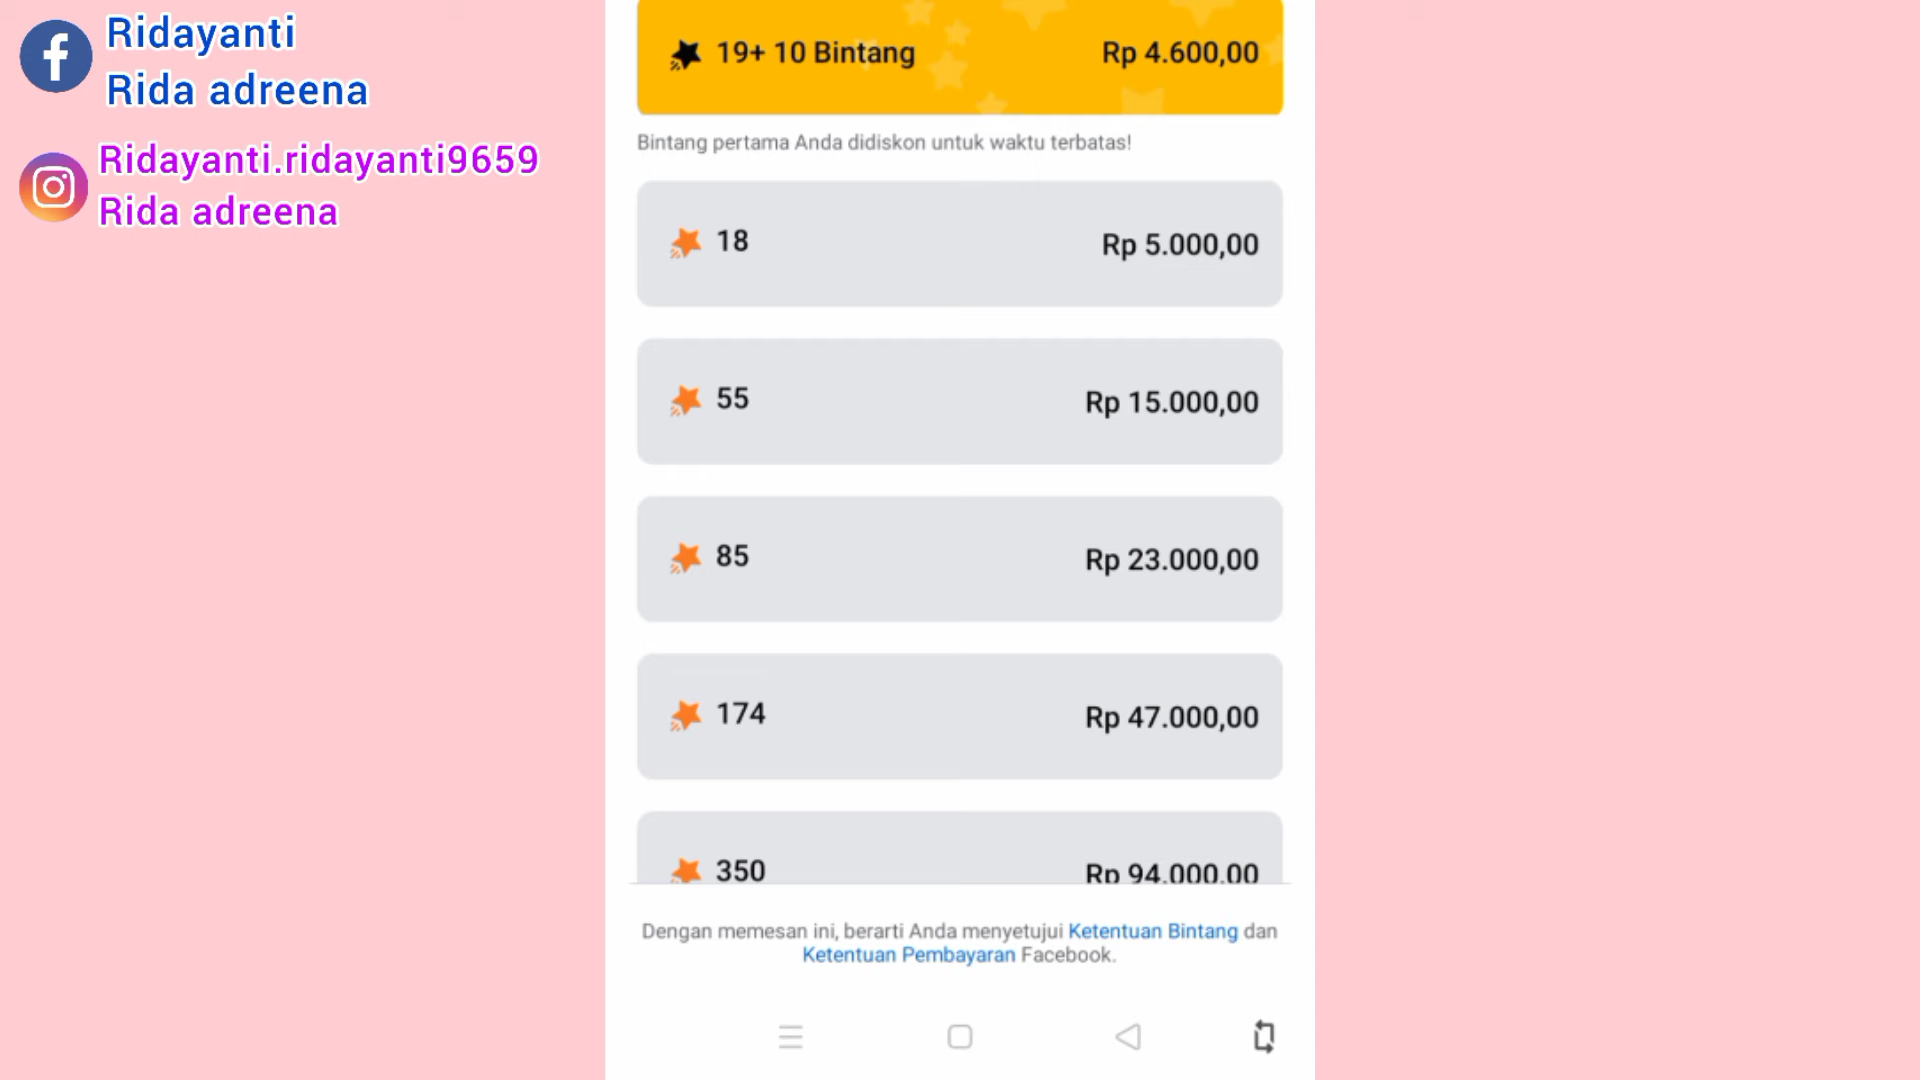 Ridayanti
Rida adreena
Ridayanti.ridayanti9659
Rida adreena
19+ 10 Bintang Rp 4.600,00
Bintang pertama Anda didiskon untuk waktu terbatas!
18 Rp 5.000,00
55 Rp 15.000,00
85 Rp 23.000,00
174 Rp 47.000,00
350 Rp 94.000,00
Dengan memesan ini, berarti Anda menyetujui Ketentuan Bintang dan
Ketentuan Pembayaran Facebook.